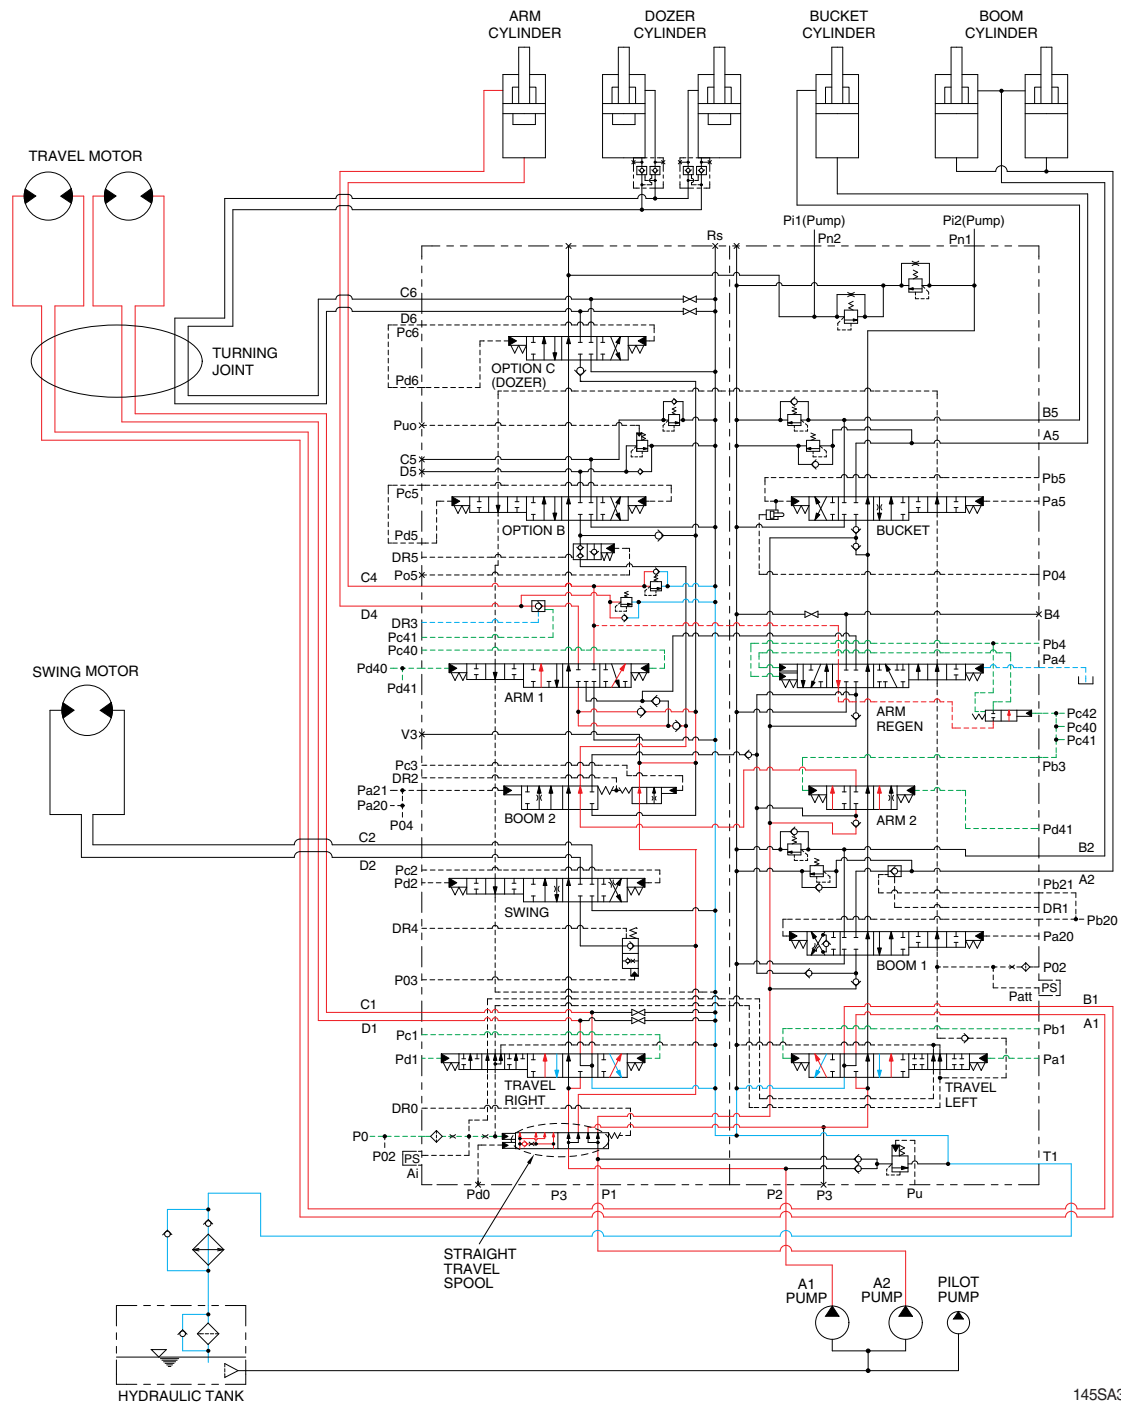 ARM
CYLINDER
DOZER
CYLINDER
BUCKET
CYLINDER
BOOM
CYLINDER
TRAVEL MOTOR
TURNING
JOINT
Pi1(Pump)
Pn2
Pi2(Pump)
Pn1
Rs
C6
D6
Pc6
Pd6
OPTION C
(DOZER)
Puo
C5
D5
Pc5
Pd5
OPTION B
DR5
Po5
B5
A5
Pb5
Pa5
BUCKET
P04
C4
D4
DR3
Pc41
Pc40
Pd40
Pd41
ARM 1
B4
Pb4
Pa4
ARM
REGEN
Pc42
Pc40
Pc41
SWING MOTOR
V3
Pc3
DR2
Pa21
Pa20
P04
BOOM 2
Pb3
ARM 2
Pd41
C2
D2
Pc2
Pd2
SWING
B2
A2
Pb21
DR1
Pb20
Pa20
BOOM 1
DR4
P03
P02
PS
Patt
C1
D1
Pc1
Pd1
TRAVEL
RIGHT
B1
A1
Pb1
Pa1
TRAVEL
LEFT
DR0
P0
P02
PS
Ai
Pd0
P3
P1
P2
P3
Pu
T1
STRAIGHT
TRAVEL
SPOOL
A1
PUMP
A2
PUMP
PILOT
PUMP
HYDRAULIC TANK